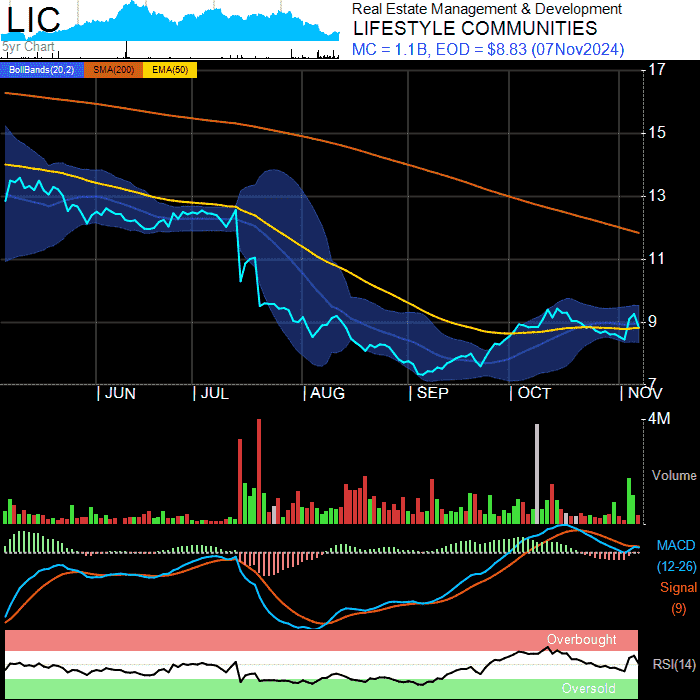 LIC
5yr Chart
Real Estate Management & Development
LIFESTYLE COMMUNITIES
MC = 1.1B, EOD = $8.83 (07Nov2024)
BollBands(20,2) SMA(200) EMA(50)
17
15
13
11
9
7
JUN JUL AUG SEP OCT NOV
4M
Volume
MACD
(12-26)
Signal
(9)
Overbought
RSI(14)
Oversold